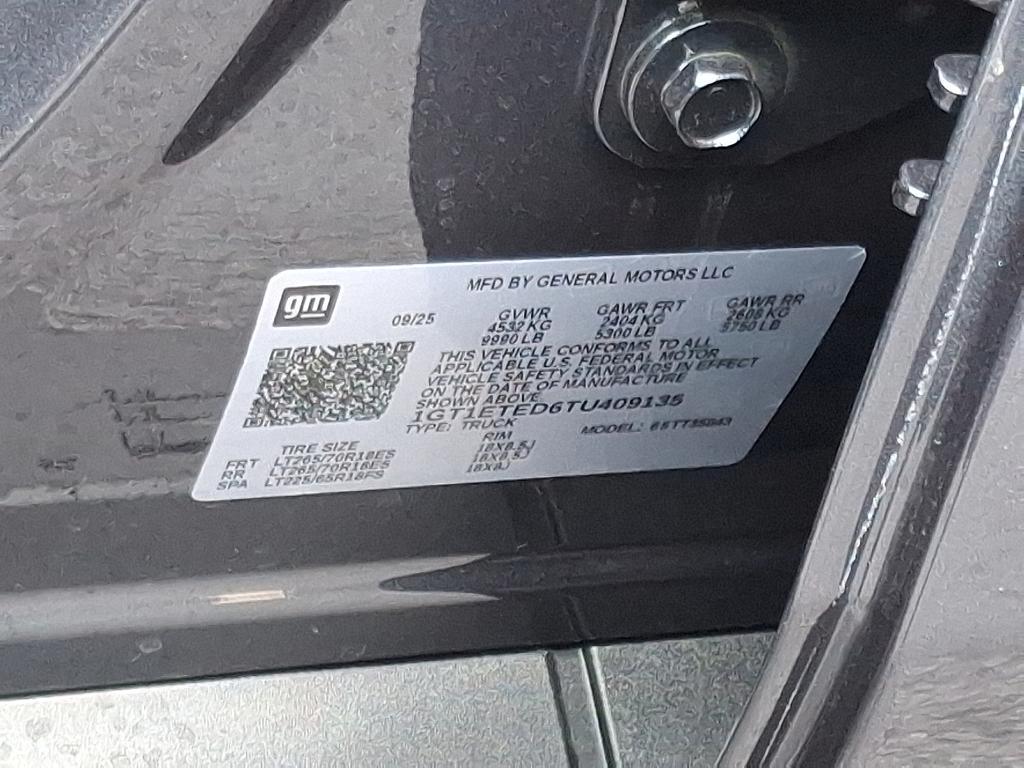 gm
MFD BY GENERAL MOTORS LLC
09/25
GVWR GAWR FRT GAWR RR
4532 KG 2404 KG 2608 KG
9990 LB 5300 LB 5750 LB
THIS VEHICLE CONFORMS TO ALL
APPLICABLE U.S. FEDERAL MOTOR
VEHICLE SAFETY STANDARDS IN EFFECT
ON THE DATE OF MANUFACTURE
SHOWN ABOVE
1GT1ETED6TU409135
TYPE: TRUCK MODEL:
TIRE SIZE RIM
FRT LT265/70R18ES 18X8.5J
RR LT265/70R18ES 18X8.5J
SPA LT225/65R18FS 18X8J